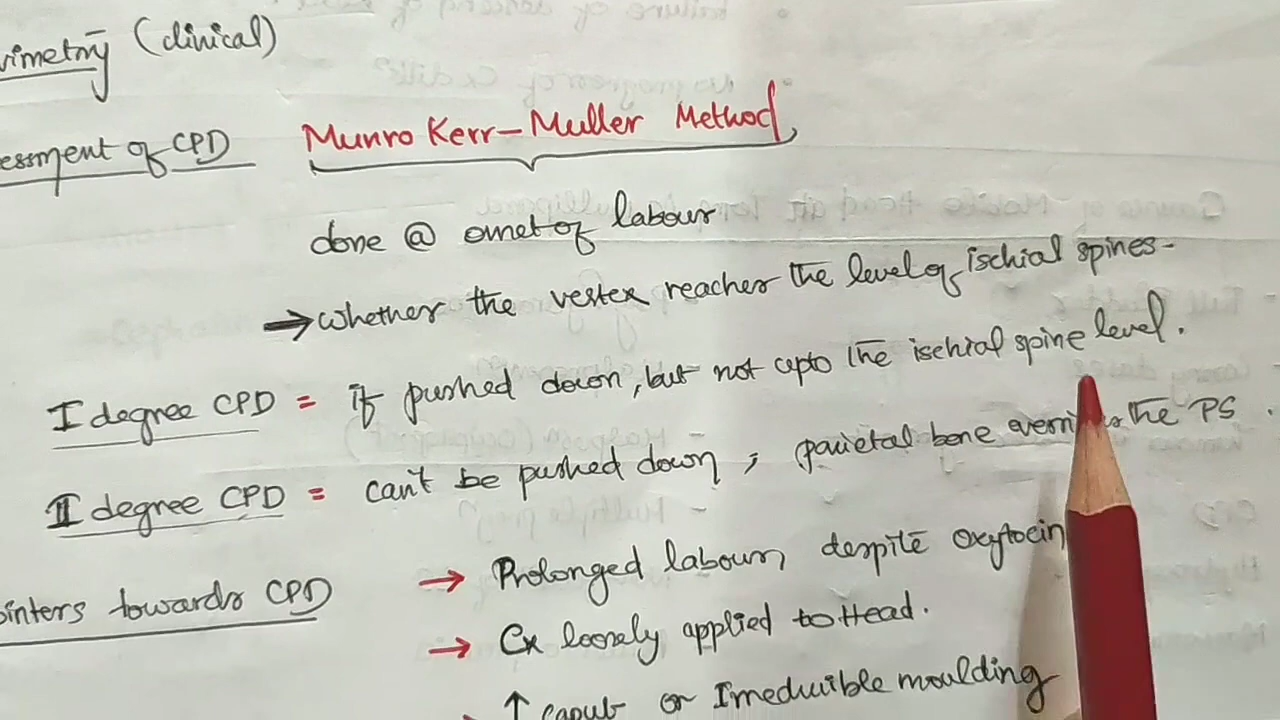 vimetry (clinical)
essment of CPD Munro Kerr-Muller Method
done @ onset of labour
→ whether the vertex reaches the level of ischial spines-
I degree CPD = if pushed down, but not upto the ischial spine level.
II degree CPD = can't be pushed down, parietal bone the PS.
ointers towards CPD → Prolonged labour, despite Oxytocin
→ Cx loosely applied to Head.
↑ caput or Irreducible moulding